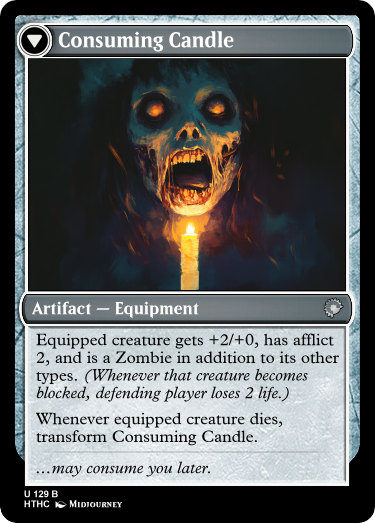 Consuming Candle
Artifact — Equipment
Equipped creature gets +2/+0, has afflict
2, and is a Zombie in addition to its other
types. (Whenever that creature becomes
blocked, defending player loses 2 life.)
Whenever equipped creature dies,
transform Consuming Candle.
…may consume you later.
U 129 B
HTHC Midjourney